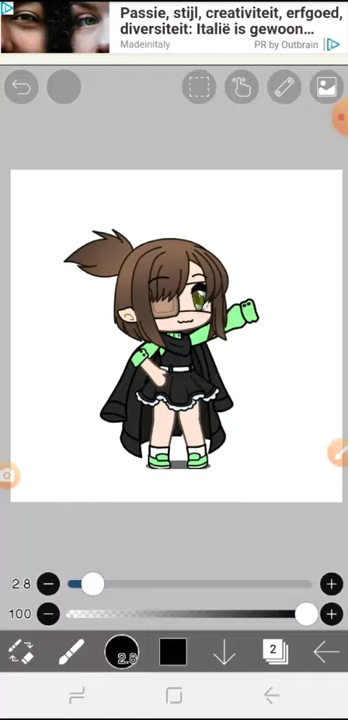 Passie, stijl, creativiteit, erfgoed,
diversiteit: Italië is gewoon...
Madeinitaly
PR by Outbrain
2.8
100
2.8
2